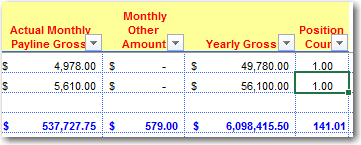 Actual Monthly Payline Gross
Monthly Other Amount
Yearly Gross
Position Coun
$ 4,978.00 $ - $ 49,780.00 1.00
$ 5,610.00 $ - $ 56,100.00 1.00
$ 537,727.75 $ 579.00 $ 6,098,415.50 141.01